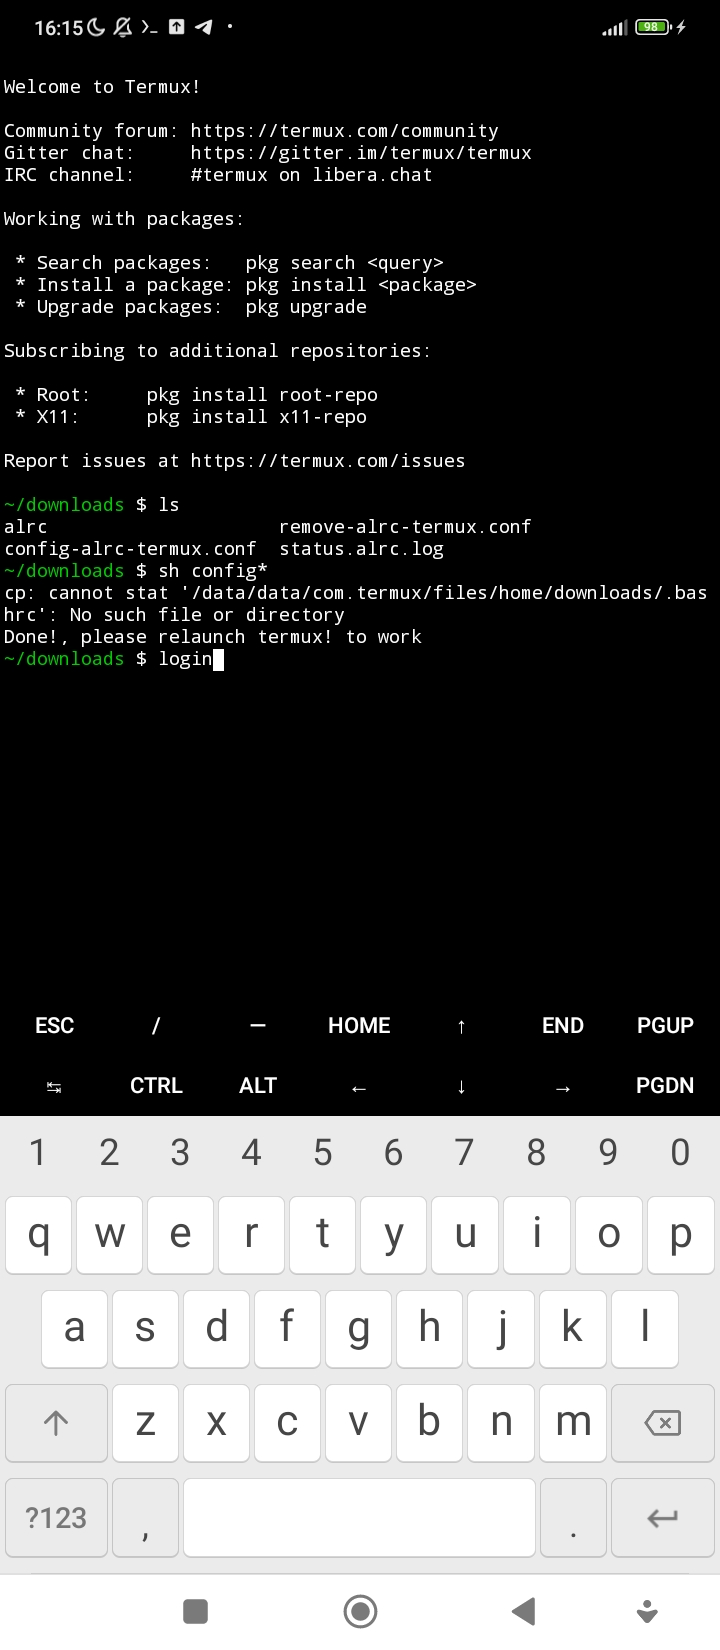 16:15
98
Welcome to Termux!
Community forum: https://termux.com/community
Gitter chat:     https://gitter.im/termux/termux
IRC channel:     #termux on libera.chat
Working with packages:
* Search packages:   pkg search <query>
* Install a package: pkg install <package>
* Upgrade packages:  pkg upgrade
Subscribing to additional repositories:
* Root:     pkg install root-repo
* X11:      pkg install x11-repo
Report issues at https://termux.com/issues
~/downloads $ ls
alrc                     remove-alrc-termux.conf
config-alrc-termux.conf  status.alrc.log
~/downloads $ sh config*
cp: cannot stat '/data/data/com.termux/files/home/downloads/.bas
hrc': No such file or directory
Done!, please relaunch termux! to work
~/downloads $ login
ESC / — HOME ↑ END PGUP
↹ CTRL ALT ← ↓ → PGDN
1 2 3 4 5 6 7 8 9 0
q w e r t y u i o p
a s d f g h j k l
z x c v b n m
?123 , .